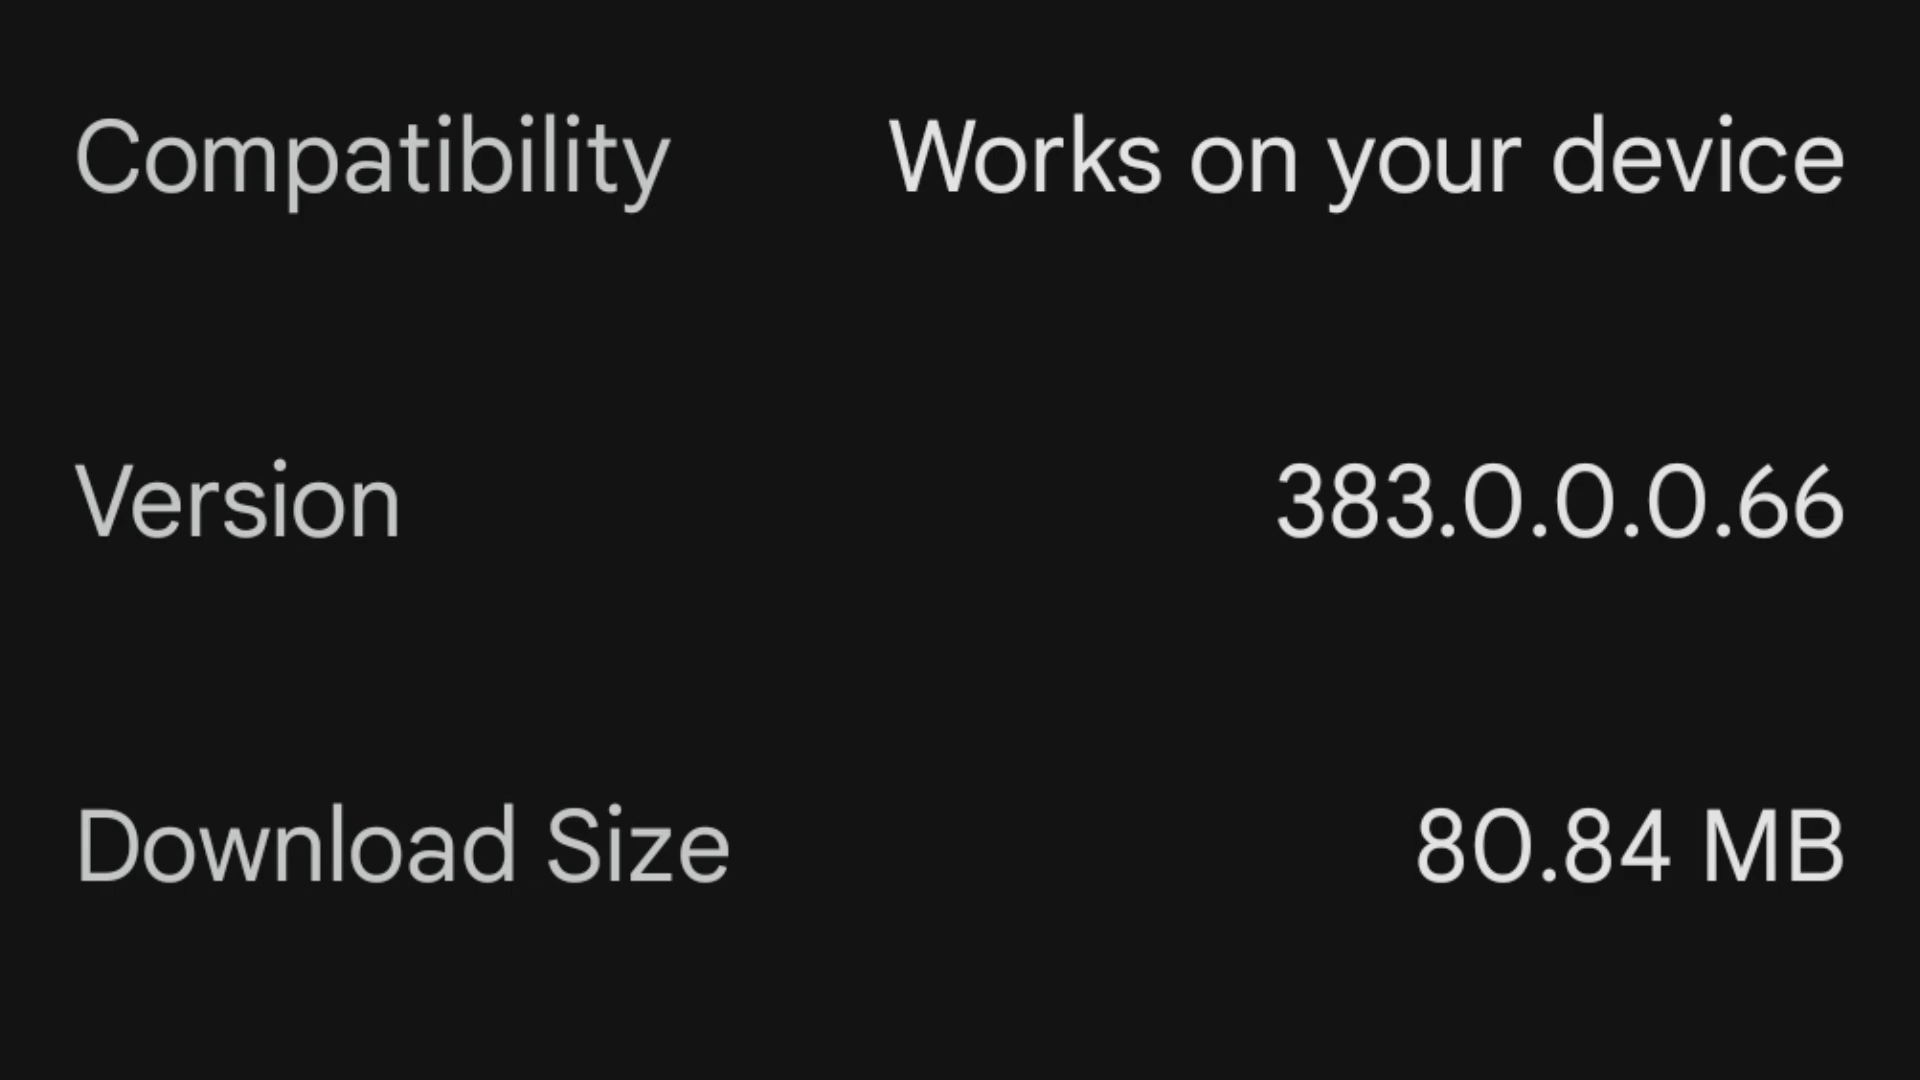 Compatibility Works on your device
Version 383.0.0.0.66
Download Size 80.84 MB